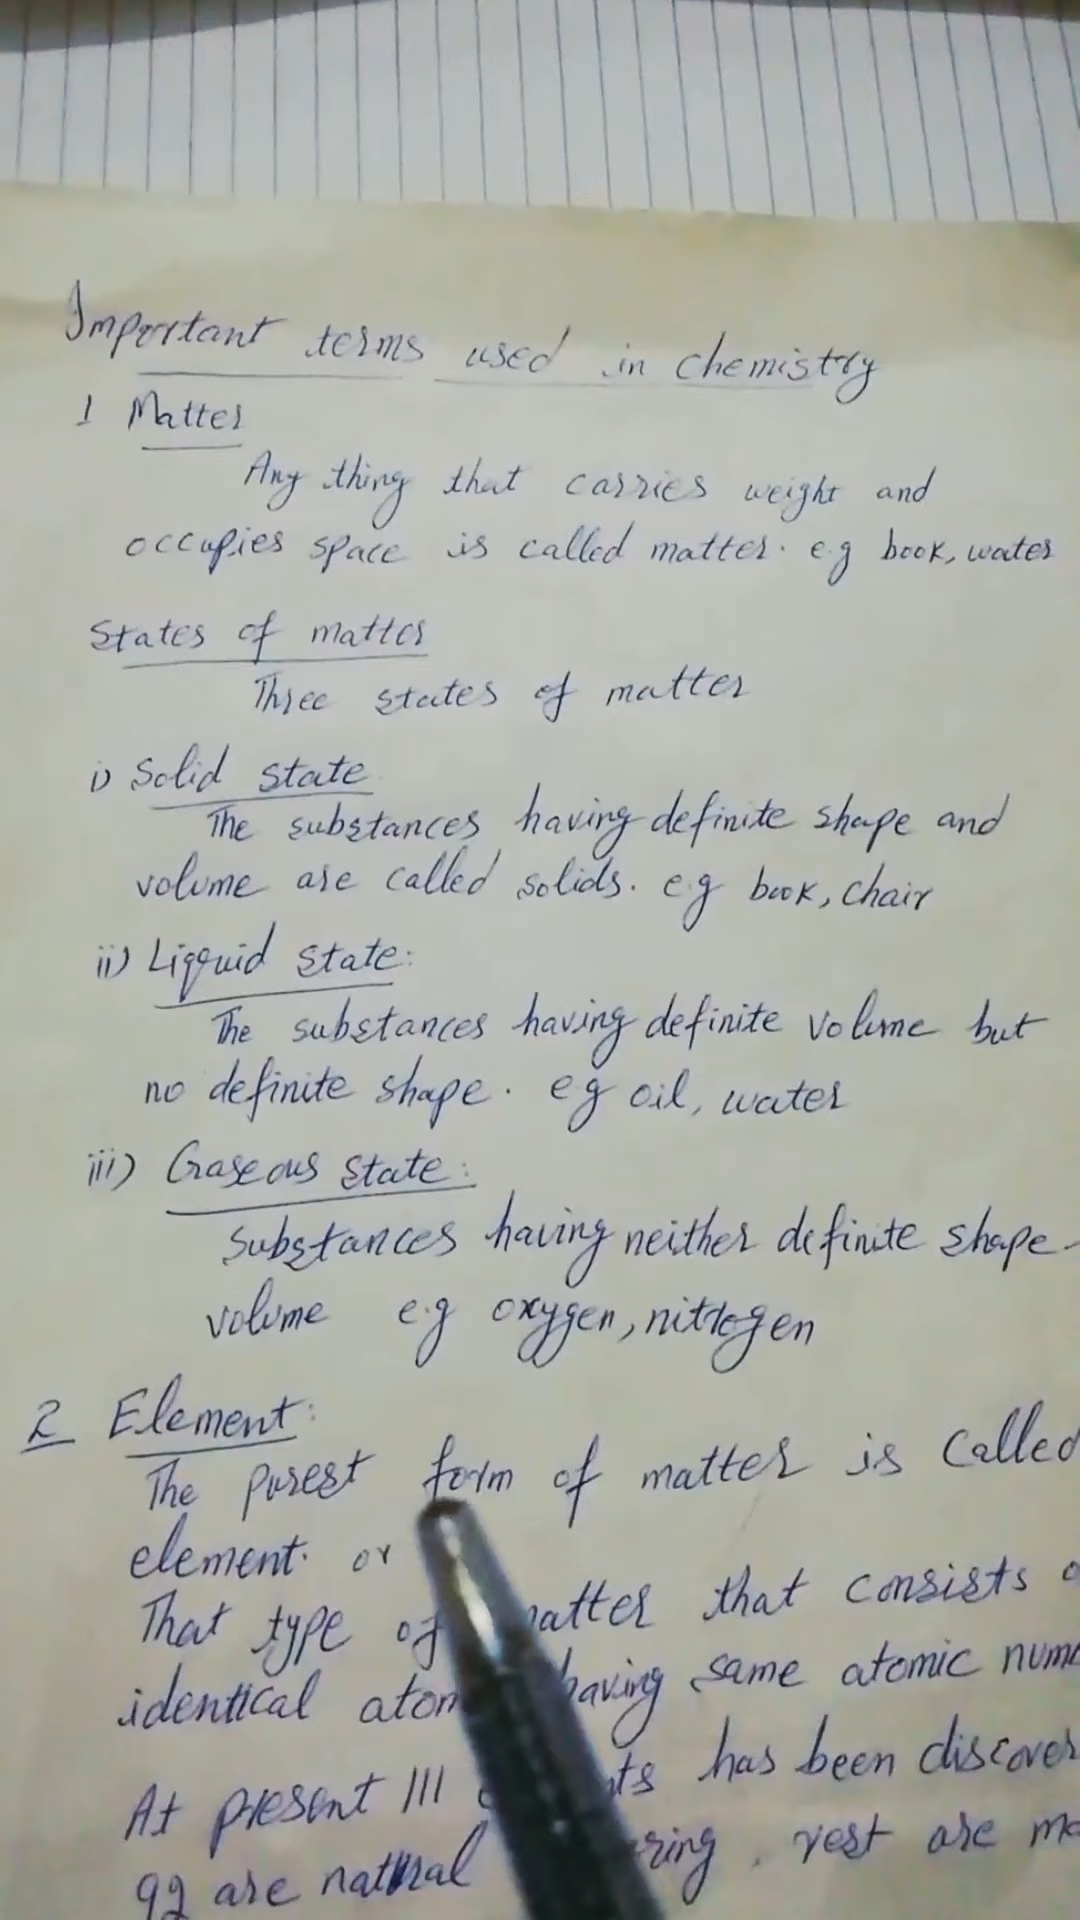 Important terms used in chemistry
1 Matter
Any thing that carries weight and
occupies space is called matter. e.g book, water
States of matter
Three states of matter
i) Solid state
The substances having definite shape and
volume are called solids. e.g book, chair
ii) Liquid state:
The substances having definite volume but
no definite shape. e.g oil, water
iii) Gaseous state:
Substances having neither definite shape
volume e.g oxygen, nitrogen
2 Element:
The purest form of matter is called
element. or
That type of matter that consists
identical atom having same atomic
At present 111 has been discover
92 are natural rest are